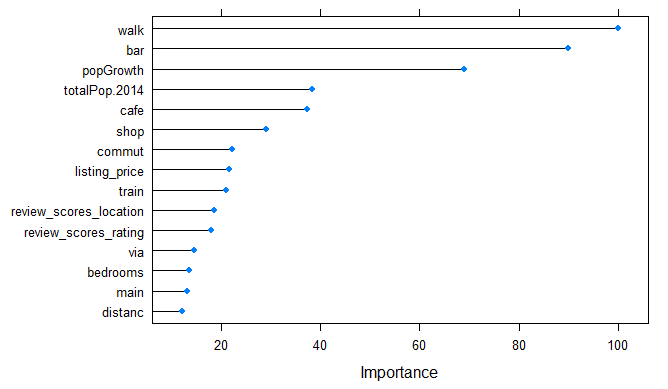 walk
bar
popGrowth
totalPop.2014
cafe
shop
commut
listing_price
train
review_scores_location
review_scores_rating
via
bedrooms
main
distanc
20 40 60 80 100
Importance